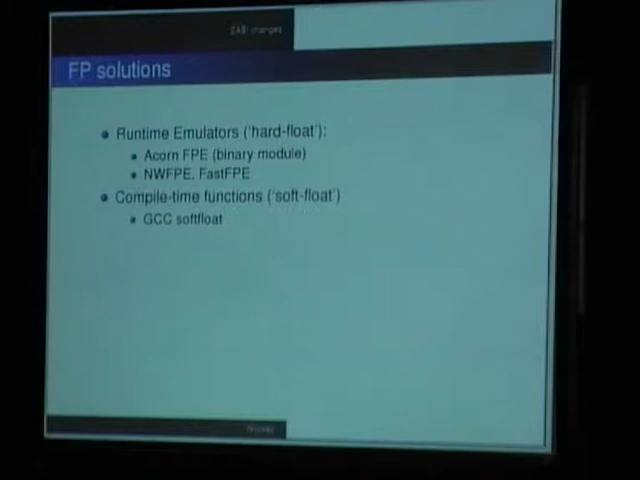 EABI changes
FP solutions
Runtime Emulators ('hard-float'):
Acorn FPE (binary module)
NWFPE, FastFPE
Compile-time functions ('soft-float')
GCC softfloat